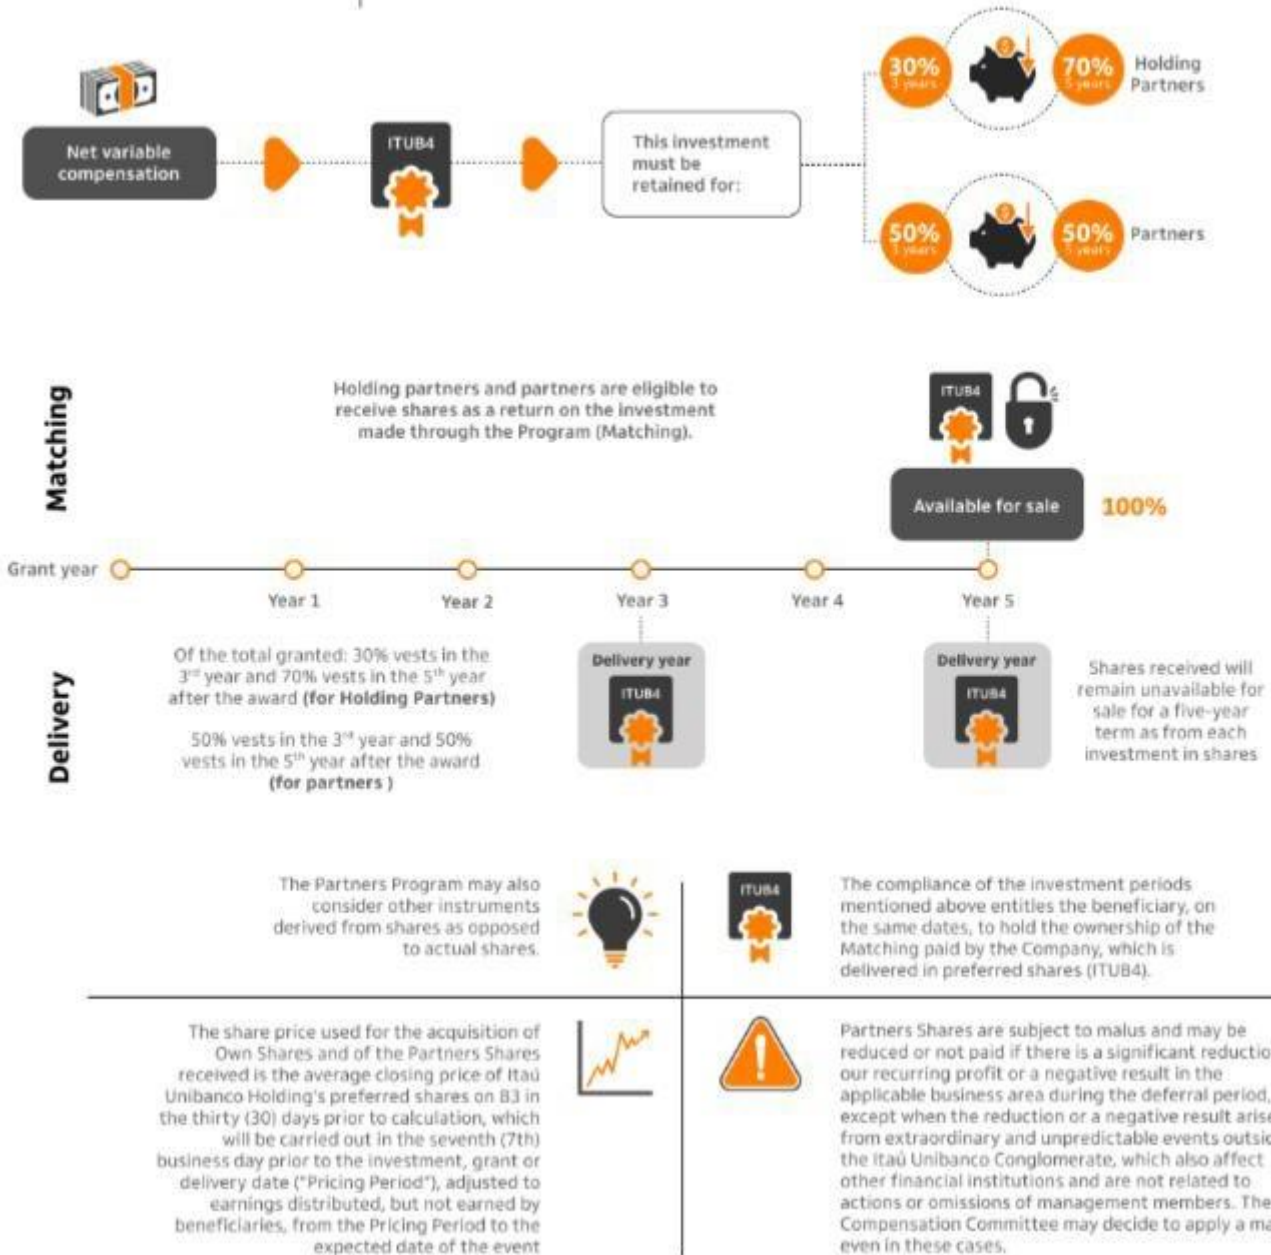 30%
3 years
70%
5 years
Holding
Partners
Net variable
compensation
ITUB4
This investment
must be
retained for:
50%
3 years
50%
5 years
Partners
Matching
Holding partners and partners are eligible to
receive shares as a return on the investment
made through the Program (Matching).
ITUB4
Available for sale
100%
Grant year
Year 1
Year 2
Year 3
Year 4
Year 5
Delivery
Of the total granted: 30% vests in the
3rd year and 70% vests in the 5th year
after the award (for Holding Partners)
50% vests in the 3rd year and 50%
vests in the 5th year after the award
(for partners )
Delivery year
ITUB4
Delivery year
ITUB4
Shares received will
remain unavailable for
sale for a five-year
term as from each
investment in shares
The Partners Program may also
consider other instruments
derived from shares as opposed
to actual shares.
ITUB4
The compliance of the investment periods
mentioned above entitles the beneficiary, on
the same dates, to hold the ownership of the
Matching paid by the Company, which is
delivered in preferred shares (ITUB4).
The share price used for the acquisition of
Own Shares and of the Partners Shares
received is the average closing price of Itaú
Unibanco Holding's preferred shares on B3 in
the thirty (30) days prior to calculation, which
will be carried out in the seventh (7th)
business day prior to the investment, grant or
delivery date ("Pricing Period"), adjusted to
earnings distributed, but not earned by
beneficiaries, from the Pricing Period to the
expected date of the event
Partners Shares are subject to malus and may be
reduced or not paid if there is a significant reductio
our recurring profit or a negative result in the
applicable business area during the deferral period,
except when the reduction or a negative result arise
from extraordinary and unpredictable events outsid
the Itaú Unibanco Conglomerate, which also affect
other financial institutions and are not related to
actions or omissions of management members. The
Compensation Committee may decide to apply a ma
even in these cases.